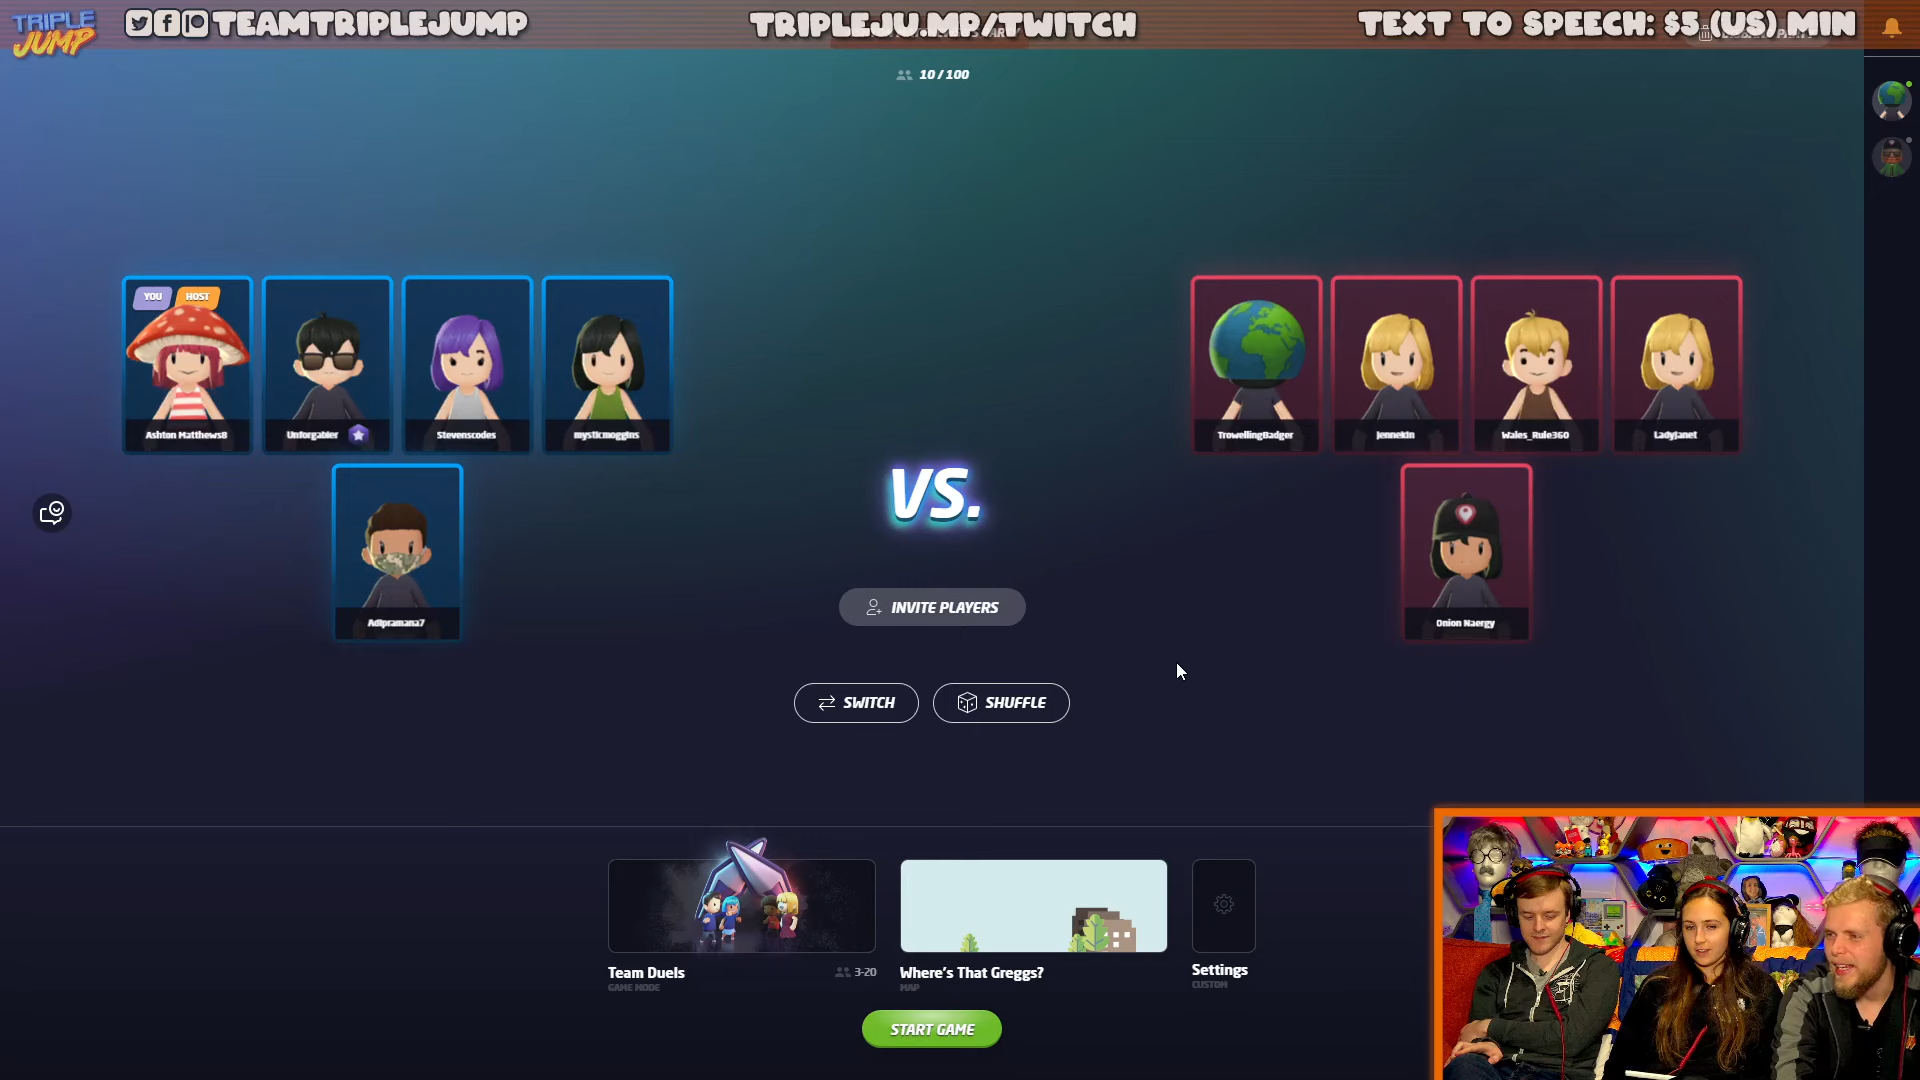 TRIPLE
JUMP
TEAMTRIPLEJUMP
TRIPLEJU.MP/TWITCH
TEXT TO SPEECH: $5 (US) MIN
10 / 100
YOU
HOST
Ashton Matthews8
Unforgabler
Stevenscodes
mysticmoggins
TrowellingBadger
Jennekin
Wales_Rule360
LadyJanet
Adipramana7
VS.
Onion Naergy
INVITE PLAYERS
SWITCH
SHUFFLE
Team Duels
3-20
GAME MODE
Where's That Greggs?
MAP
Settings
CUSTOM
START GAME